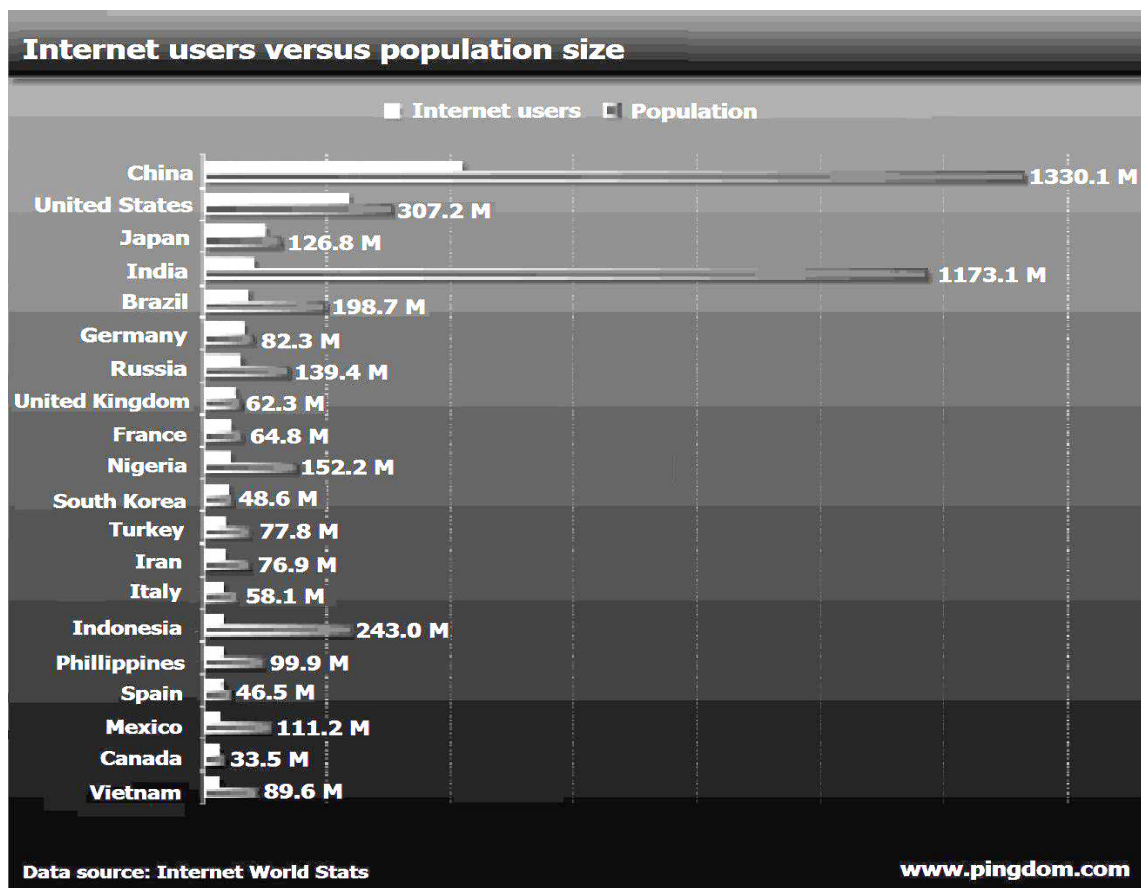 Internet users versus population size
Internet users Population
China 1330.1 M
United States 307.2 M
Japan 126.8 M
India 1173.1 M
Brazil 198.7 M
Germany 82.3 M
Russia 139.4 M
United Kingdom 62.3 M
France 64.8 M
Nigeria 152.2 M
South Korea 48.6 M
Turkey 77.8 M
Iran 76.9 M
Italy 58.1 M
Indonesia 243.0 M
Phillippines 99.9 M
Spain 46.5 M
Mexico 111.2 M
Canada 33.5 M
Vietnam 89.6 M
Data source: Internet World Stats www.pingdom.com